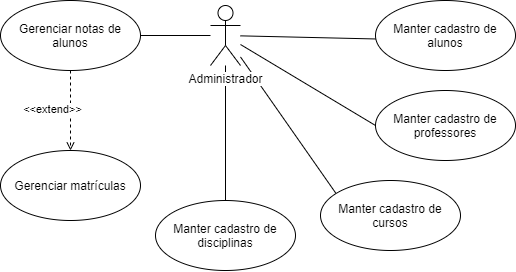 Gerenciar notas de
alunos
Manter cadastro de
alunos
Administrador
<<extend>>
Manter cadastro de
professores
Gerenciar matrículas
Manter cadastro de
disciplinas
Manter cadastro de
cursos